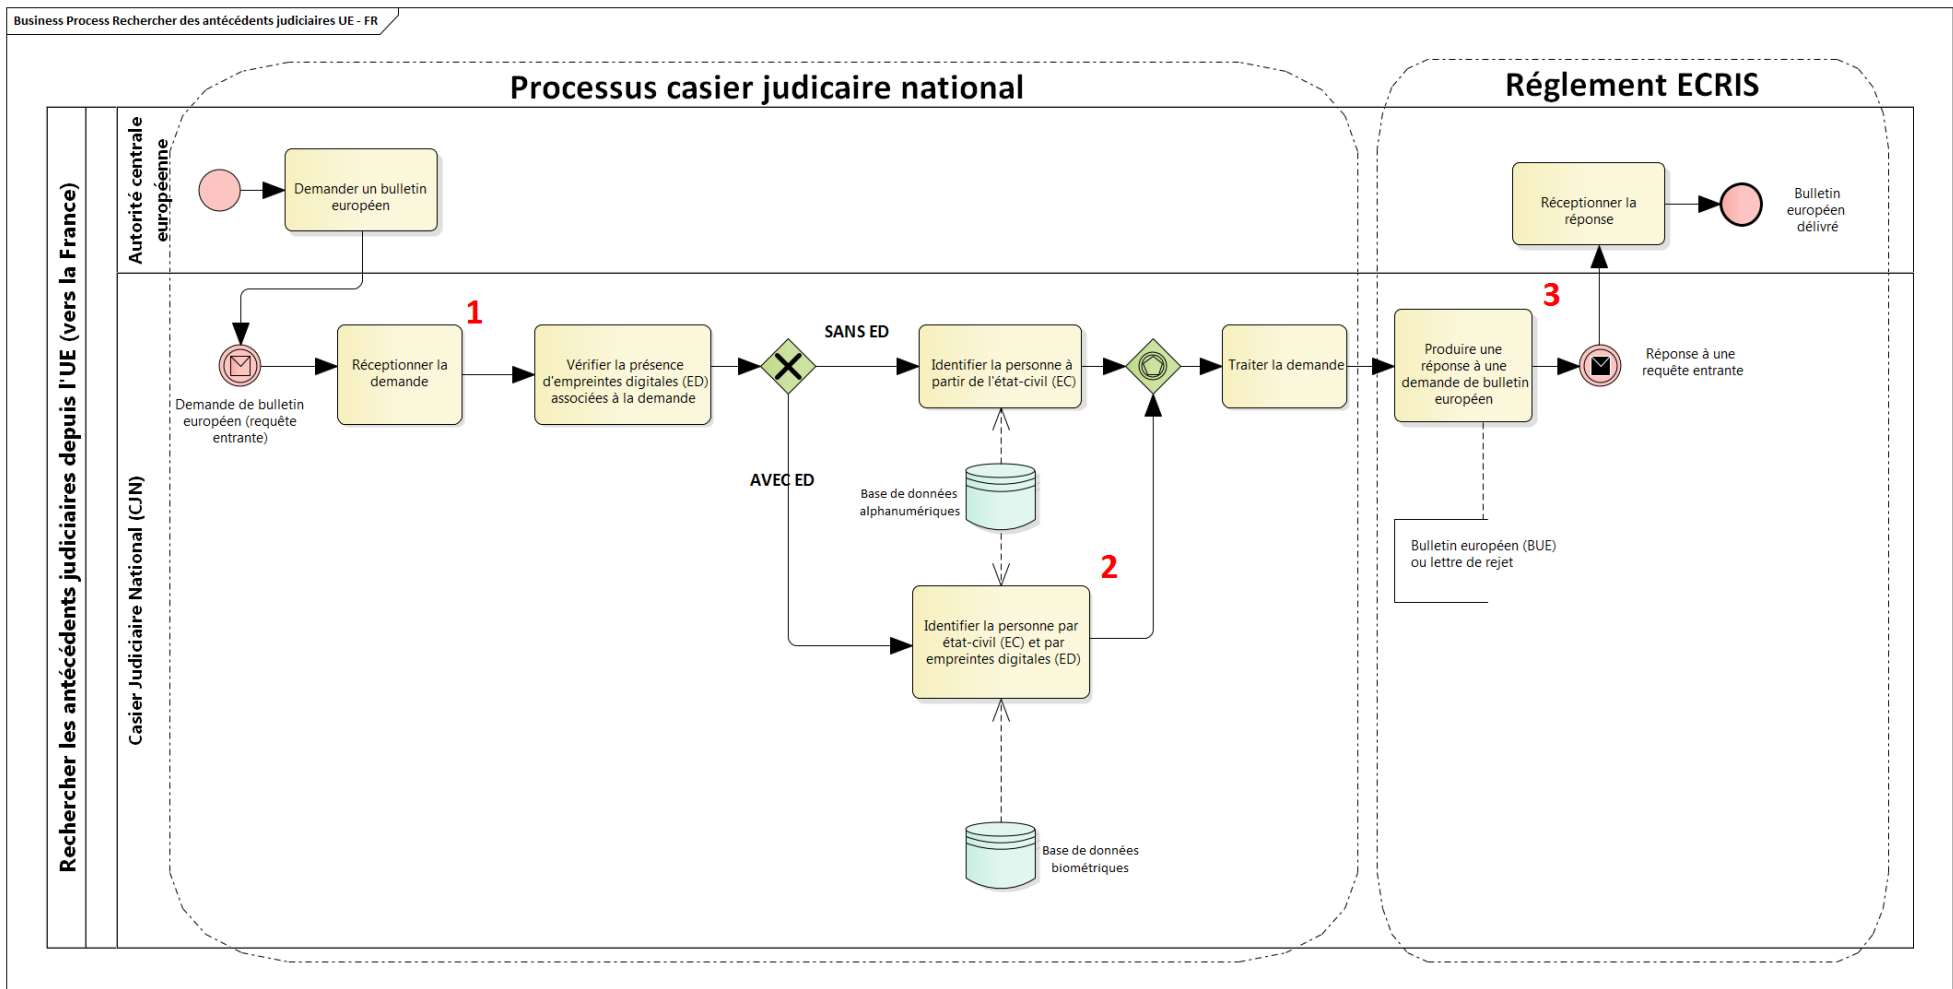 Business Process Rechercher des antécédents judiciaires UE - FR
Processus casier judicaire national
Réglement ECRIS
Rechercher les antécédents judiciaires depuis l'UE (vers la France)
Autorité centrale
européenne
Demander un bulletin
européen
Réceptionner la
réponse
Bulletin
européen
délivré
Casier Judiciaire National (CJN)
Demande de bulletin
européen (requête
entrante)
Réceptionner la
demande
1
Vérifier la présence
d'empreintes digitales (ED)
associées à la demande
SANS ED
AVEC ED
Identifier la personne à
partir de l'état-civil (EC)
Base de données
alphanumériques
2
Identifier la personne par
état-civil (EC) et par
empreintes digitales (ED)
Base de données
biométriques
Traiter la demande
3
Produire une
réponse à une
demande de bulletin
européen
Réponse à une
requête entrante
Bulletin européen (BUE)
ou lettre de rejet